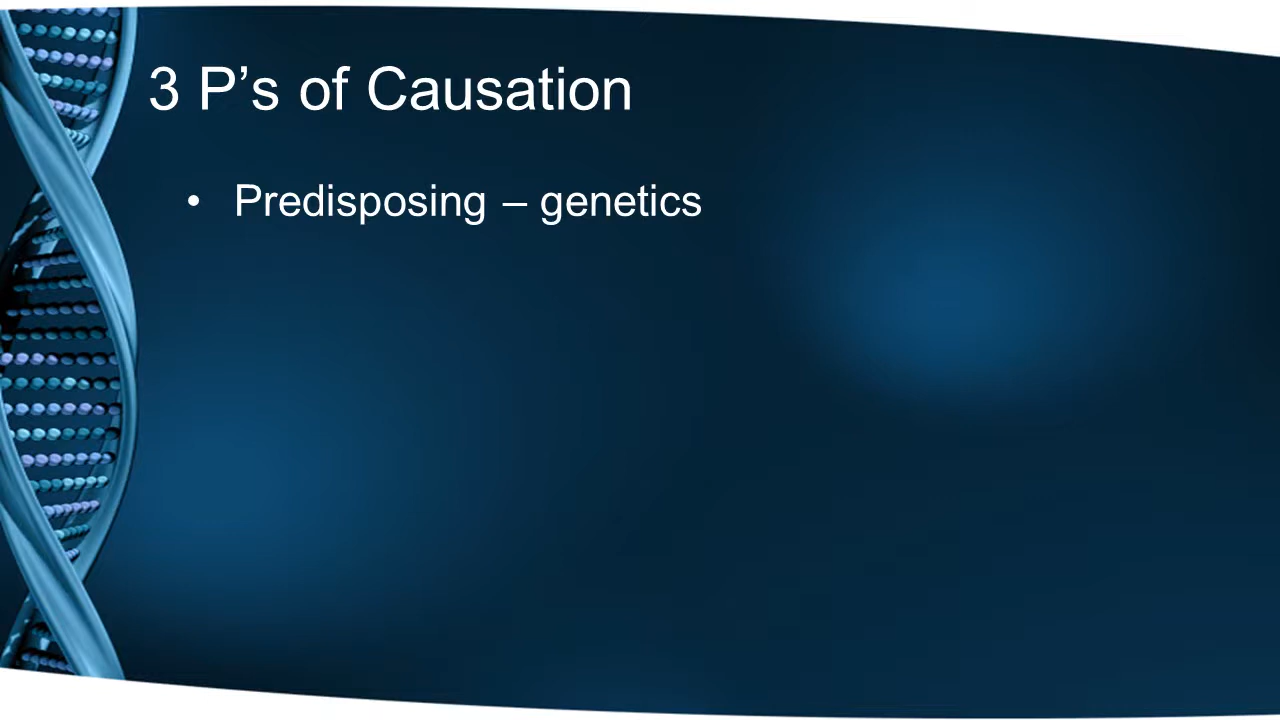 3 P’s of Causation
• Predisposing – genetics